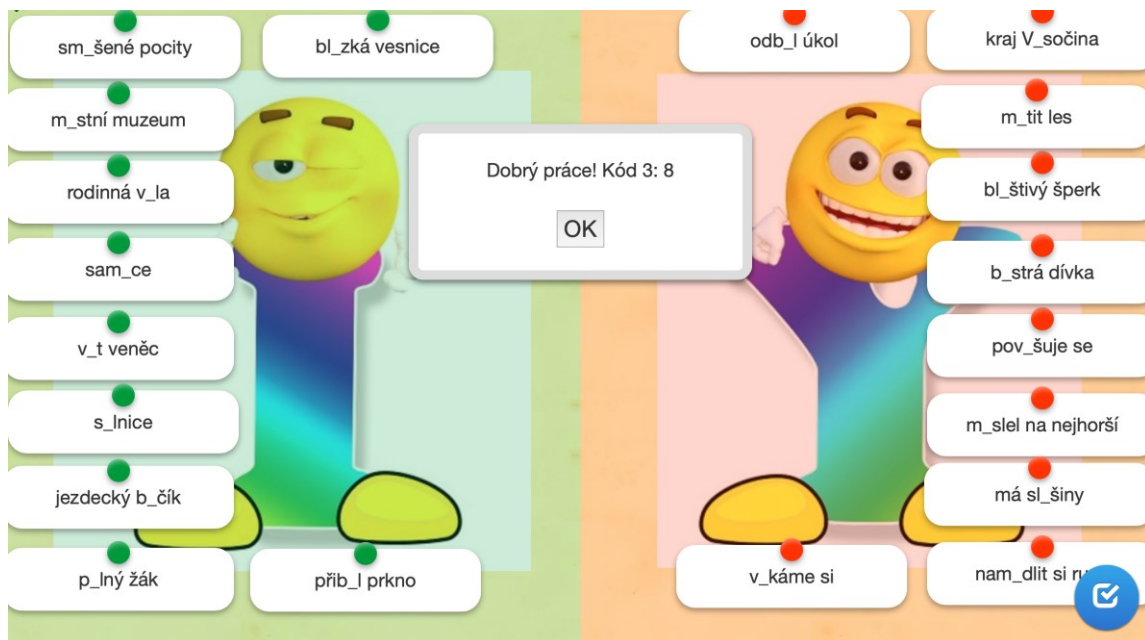 sm_šené pocity
bl_zká vesnice
odb_l úkol
kraj V_sočina
m_stní muzeum
m_tit les
rodinná v_la
Dobrý práce! Kód 3: 8
bl_štivý šperk
OK
sam_ce
b_strá dívka
v_t veněc
pov_šuje se
s_lnice
m_slel na nejhorší
jezdecký b_čík
má sl_šiny
p_lný žák
přib_l prkno
v_káme si
nam_dlit si